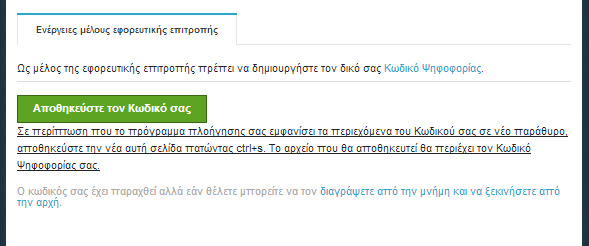 Ενέργειες μέλους εφορευτικής επιτροπής
Ως μέλος της εφορευτικής επιτροπής πρέπει να δημιουργήστε τον δικό σας Κωδικό Ψηφοφορίας.
Αποθηκεύστε τον Κωδικό σας
Σε περίπτωση που το πρόγραμμα πλοήγησης σας εμφανίσει τα περιεχόμενα του Κωδικού σας σε νέο παράθυρο,
αποθηκεύστε την νέα αυτή σελίδα πατώντας ctrl+s. Το αρχείο που θα αποθηκευτεί θα περιέχει τον Κωδικό
Ψηφοφορίας σας.
Ο κωδικός σας έχει παραχθεί αλλά εάν θέλετε μπορείτε να τον διαγράψετε από την μνήμη και να ξεκινήσετε από
την αρχή.